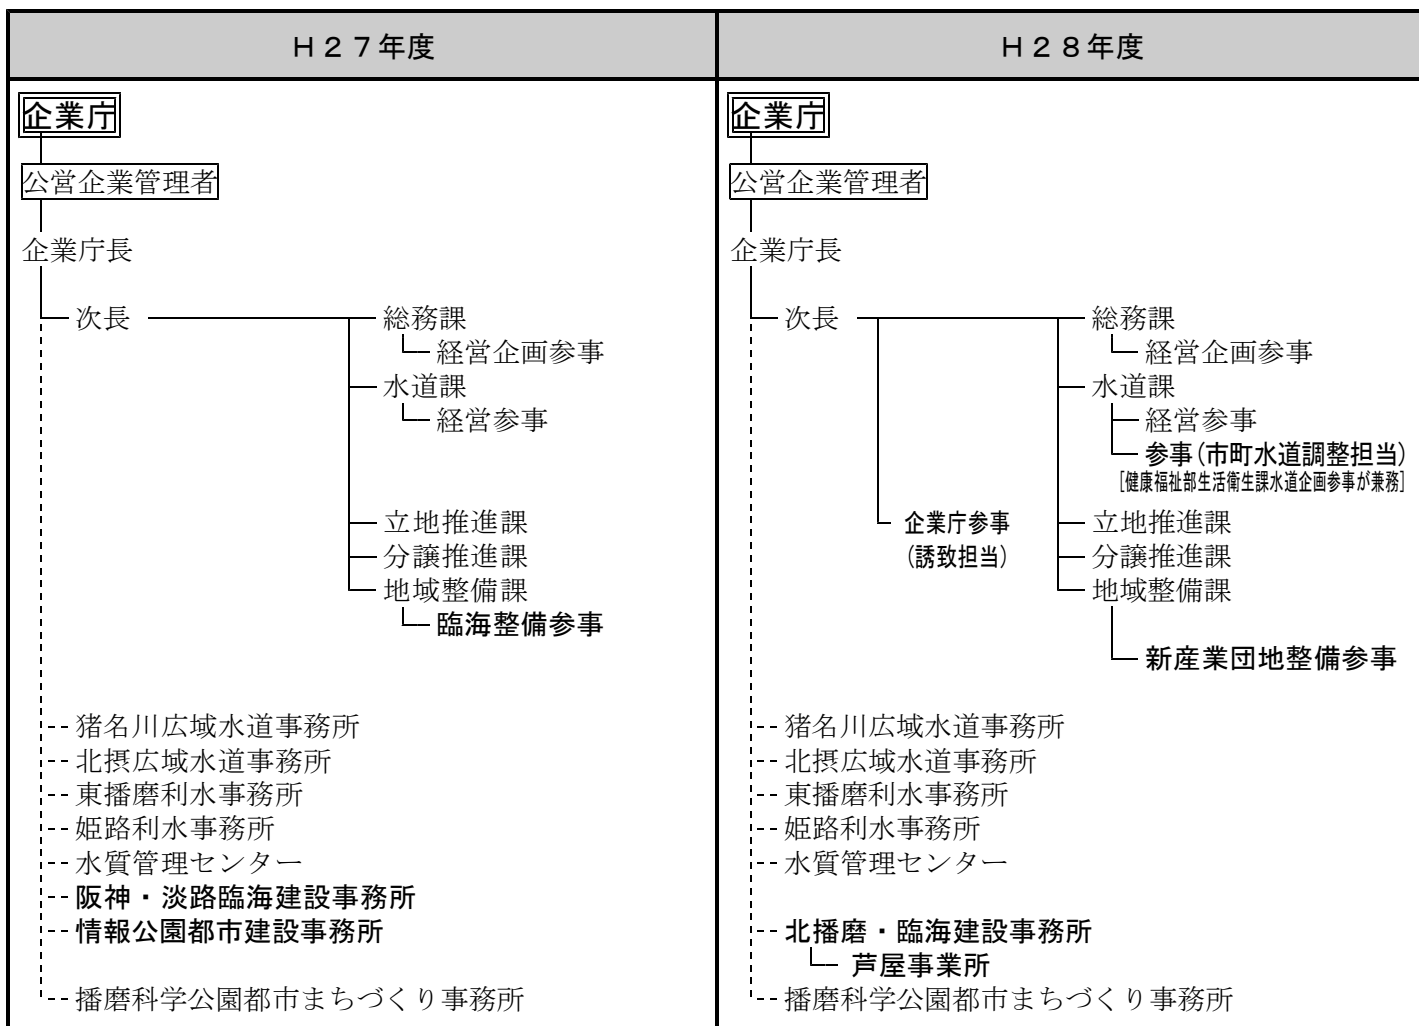 Ｈ２７年度
企業庁
公営企業管理者
企業庁長
次長
総務課
経営企画参事
水道課
経営参事
立地推進課
分譲推進課
地域整備課
臨海整備参事
猪名川広域水道事務所
北摂広域水道事務所
東播磨利水事務所
姫路利水事務所
水質管理センター
阪神・淡路臨海建設事務所
情報公園都市建設事務所
播磨科学公園都市まちづくり事務所
Ｈ２８年度
企業庁
公営企業管理者
企業庁長
次長
総務課
経営企画参事
水道課
経営参事
参事(市町水道調整担当)
[健康福祉部生活衛生課水道企画参事が兼務]
企業庁参事
(誘致担当)
立地推進課
分譲推進課
地域整備課
新産業団地整備参事
猪名川広域水道事務所
北摂広域水道事務所
東播磨利水事務所
姫路利水事務所
水質管理センター
北播磨・臨海建設事務所
芦屋事業所
播磨科学公園都市まちづくり事務所